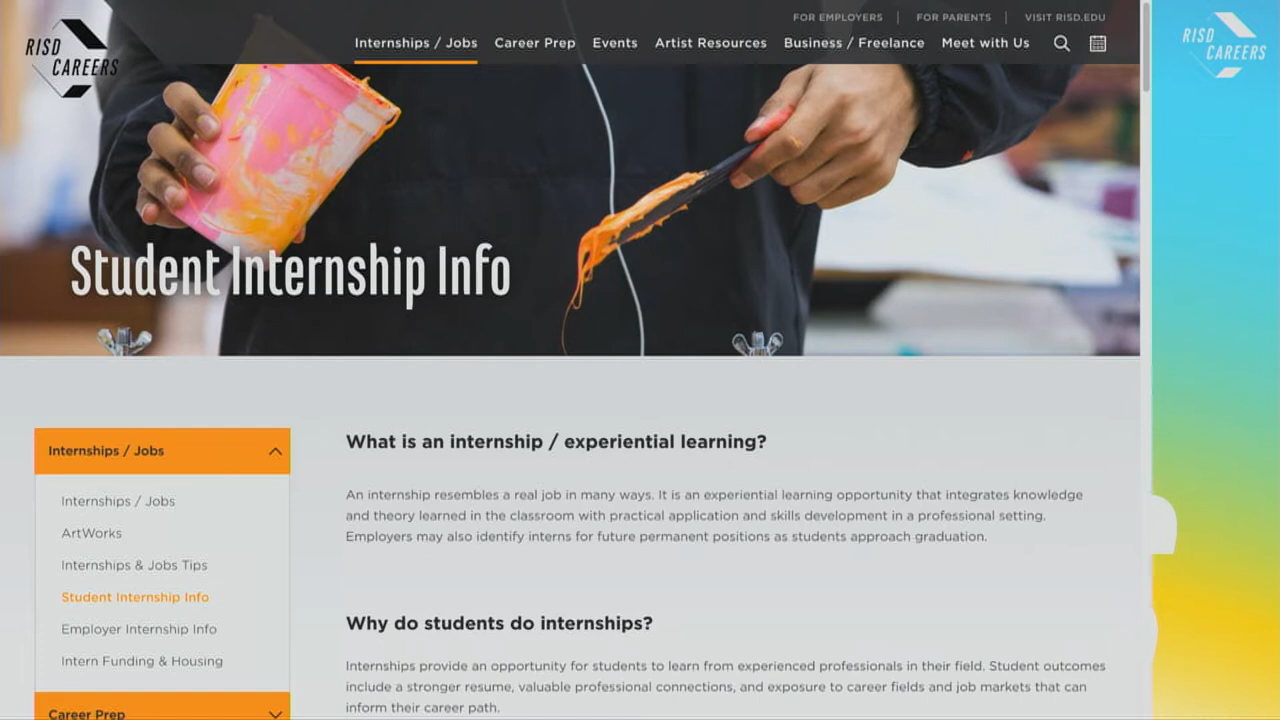 RISD
CAREERS
FOR EMPLOYERS
FOR PARENTS
VISIT RISD.EDU
Internships / Jobs
Career Prep
Events
Artist Resources
Business / Freelance
Meet with Us
RISD
CAREERS
Student Internship Info
Internships / Jobs
Internships / Jobs
ArtWorks
Internships & Jobs Tips
Student Internship Info
Employer Internship Info
Intern Funding & Housing
Career Prep
What is an internship / experiential learning?
An internship resembles a real job in many ways. It is an experiential learning opportunity that integrates knowledge
and theory learned in the classroom with practical application and skills development in a professional setting.
Employers may also identify interns for future permanent positions as students approach graduation.
Why do students do internships?
Internships provide an opportunity for students to learn from experienced professionals in their field. Student outcomes
include a stronger resume, valuable professional connections, and exposure to career fields and job markets that can
inform their career path.